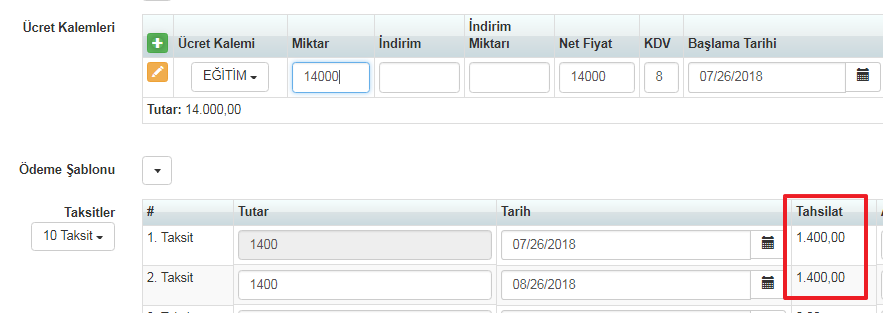 Ücret Kalemleri
Ücret Kalemi Miktar İndirim İndirim Miktarı Net Fiyat KDV Başlama Tarihi
EĞİTİM 14000 14000 8 07/26/2018
Tutar: 14.000,00
Ödeme Şablonu
Taksitler # Tutar Tarih Tahsilat
10 Taksit
1. Taksit 1400 07/26/2018 1.400,00
2. Taksit 1400 08/26/2018 1.400,00